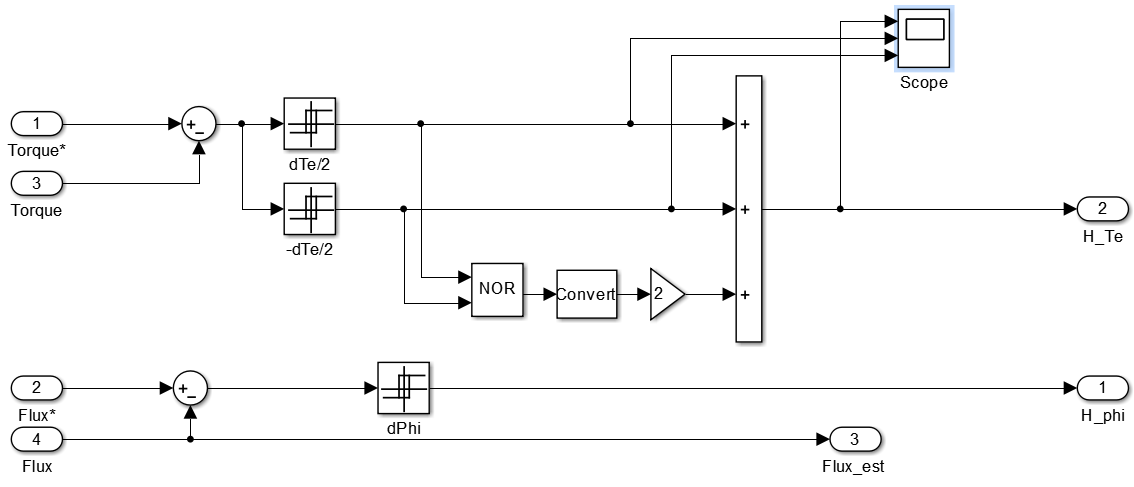 Scope
1
Torque*
+
−
dTe/2
+
3
Torque
-dTe/2
+
2
H_Te
NOR
Convert
2
+
2
Flux*
+
−
dPhi
1
H_phi
4
Flux
3
Flux_est